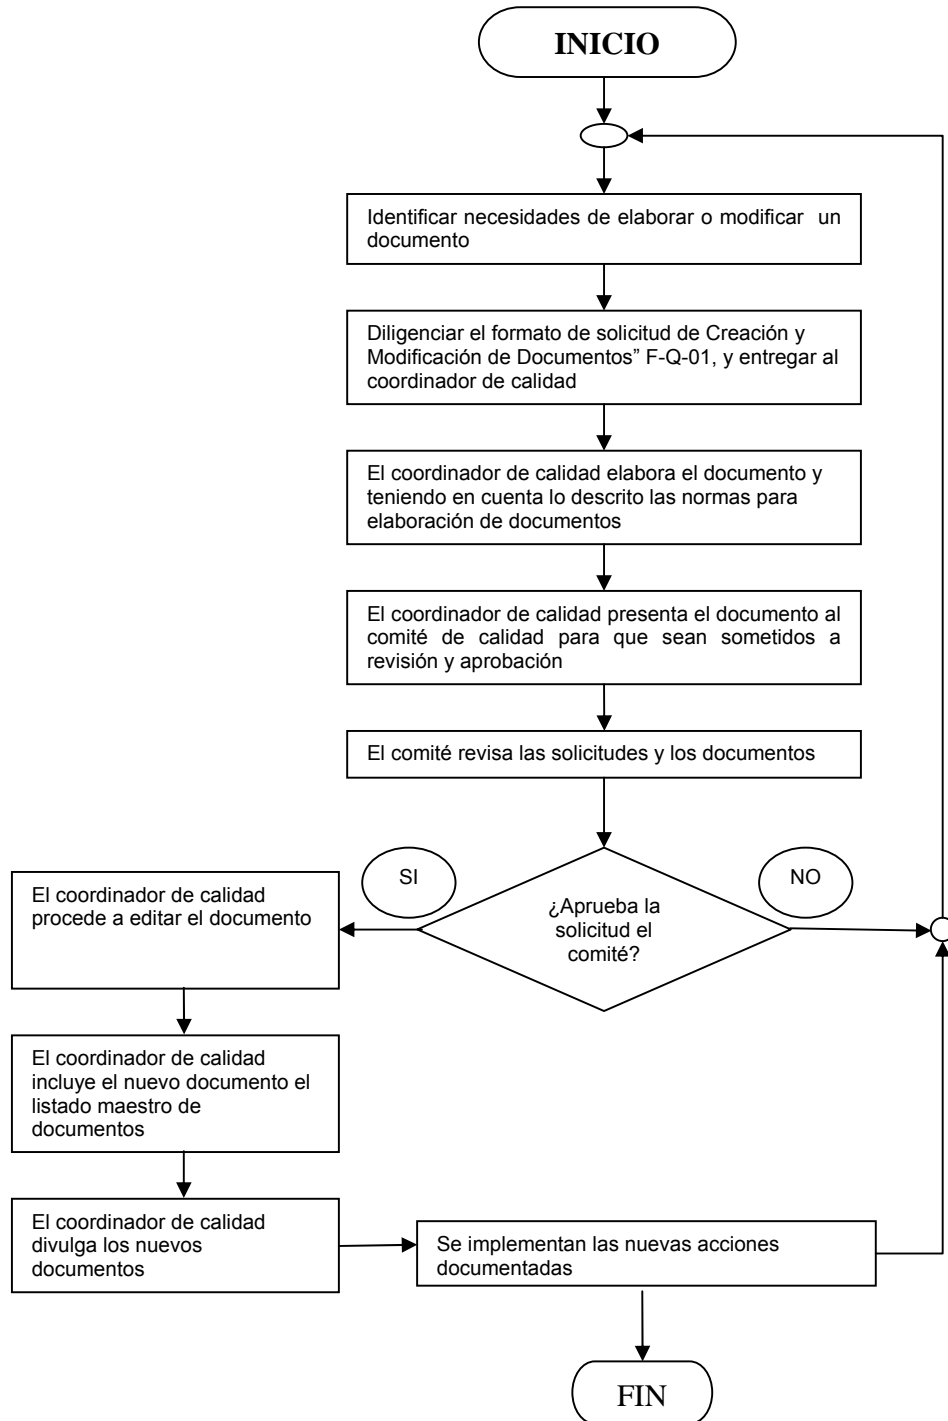 INICIO
Identificar necesidades de elaborar o modificar un
documento
Diligenciar el formato de solicitud de Creación y
Modificación de Documentos” F-Q-01, y entregar al
coordinador de calidad
El coordinador de calidad elabora el documento y
teniendo en cuenta lo descrito las normas para
elaboración de documentos
El coordinador de calidad presenta el documento al
comité de calidad para que sean sometidos a
revisión y aprobación
El comité revisa las solicitudes y los documentos
SI
NO
¿Aprueba la
solicitud el
comité?
El coordinador de calidad
procede a editar el documento
El coordinador de calidad
incluye el nuevo documento el
listado maestro de
documentos
El coordinador de calidad
divulga los nuevos
documentos
Se implementan las nuevas acciones
documentadas
FIN